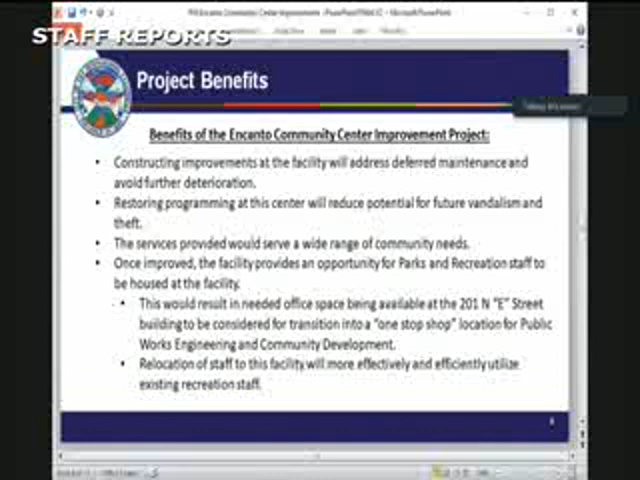 STAFF REPORTS
Project Benefits
Benefits of the Encanto Community Center Improvement Project:
• Constructing improvements at the facility will address deferred maintenance and
avoid further deterioration.
• Restoring programming at this center will reduce potential for future vandalism and
theft.
• The services provided would serve a wide range of community needs.
• Once improved, the facility provides an opportunity for Parks and Recreation staff to
be housed at the facility.
• This would result in needed office space being available at the 201 N "E" Street
building to be considered for transition into a "one stop shop" location for Public
Works Engineering and Community Development.
• Relocation of staff to this facility will more effectively and efficiently utilize
existing recreation staff.